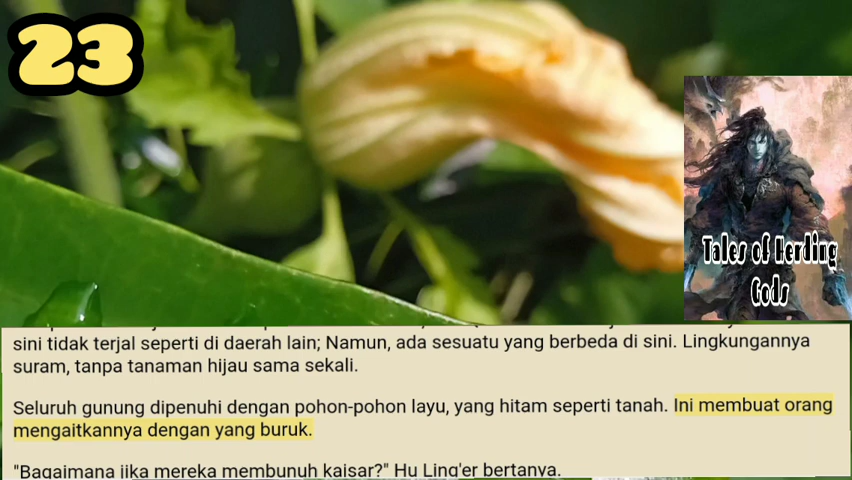 23
Tales of Herding
Gods
sini tidak terjal seperti di daerah lain; Namun, ada sesuatu yang berbeda di sini. Lingkungannya
suram, tanpa tanaman hijau sama sekali.
Seluruh gunung dipenuhi dengan pohon-pohon layu, yang hitam seperti tanah. Ini membuat orang
mengaitkannya dengan yang buruk.
"Bagaimana jika mereka membunuh kaisar?" Hu Ling'er bertanya.